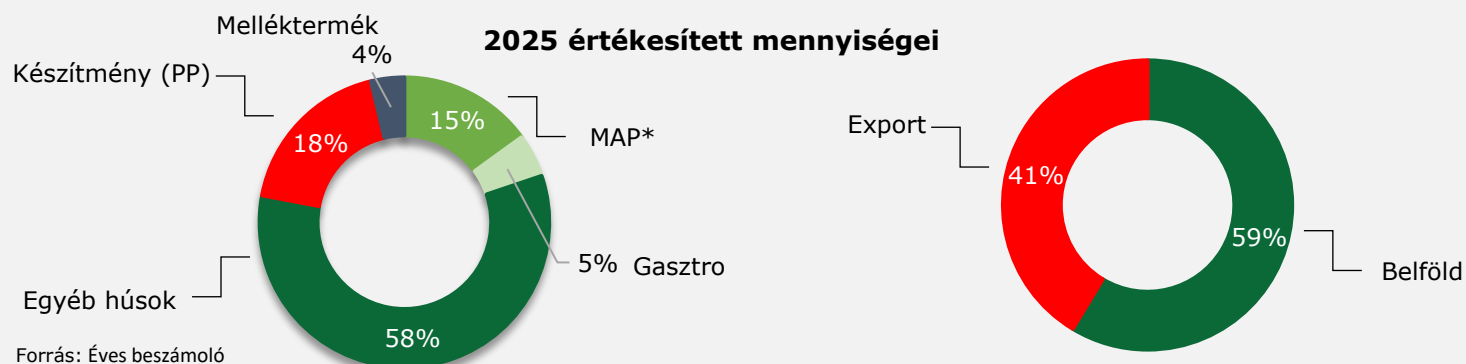 2025 értékesített mennyiségei
Melléktermék
4%
Készítmény (PP)
18%
15%
MAP*
5% Gasztro
Egyéb húsok
58%
Forrás: Éves beszámoló
Export
41%
59%
Belföld